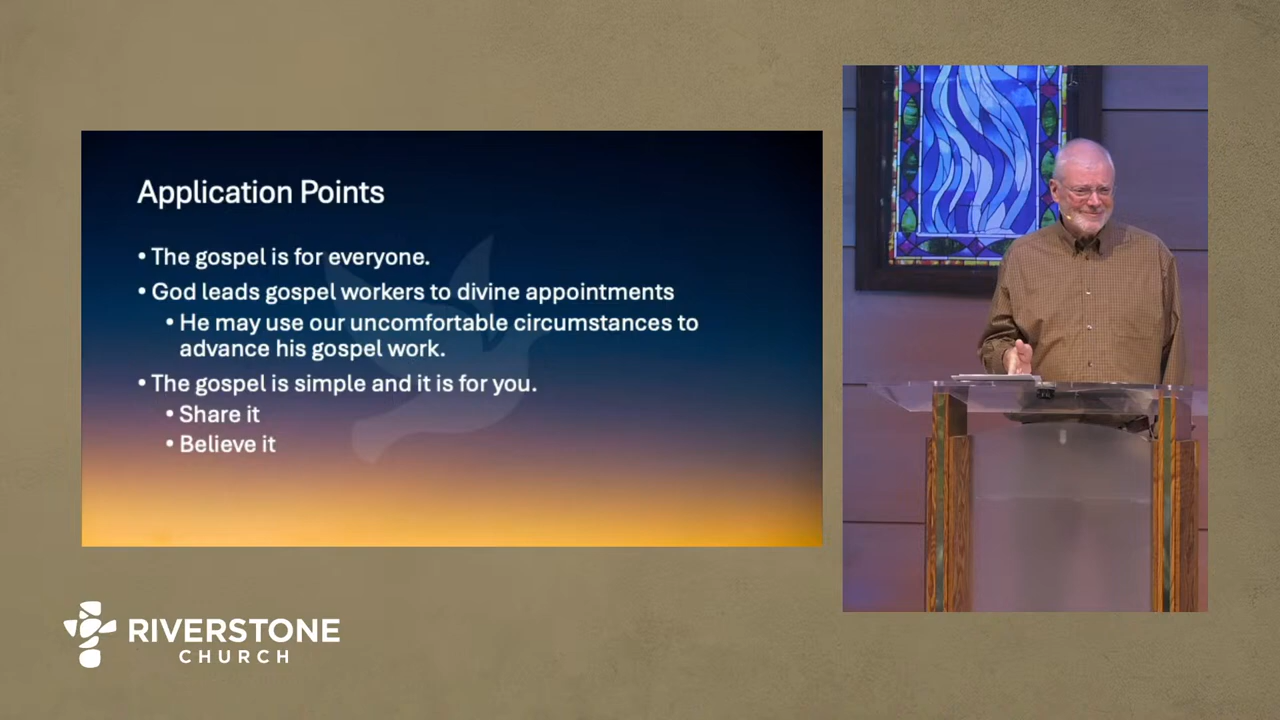 Application Points
• The gospel is for everyone.
• God leads gospel workers to divine appointments
• He may use our uncomfortable circumstances to
advance his gospel work.
• The gospel is simple and it is for you.
• Share it
• Believe it
RIVERSTONE
CHURCH